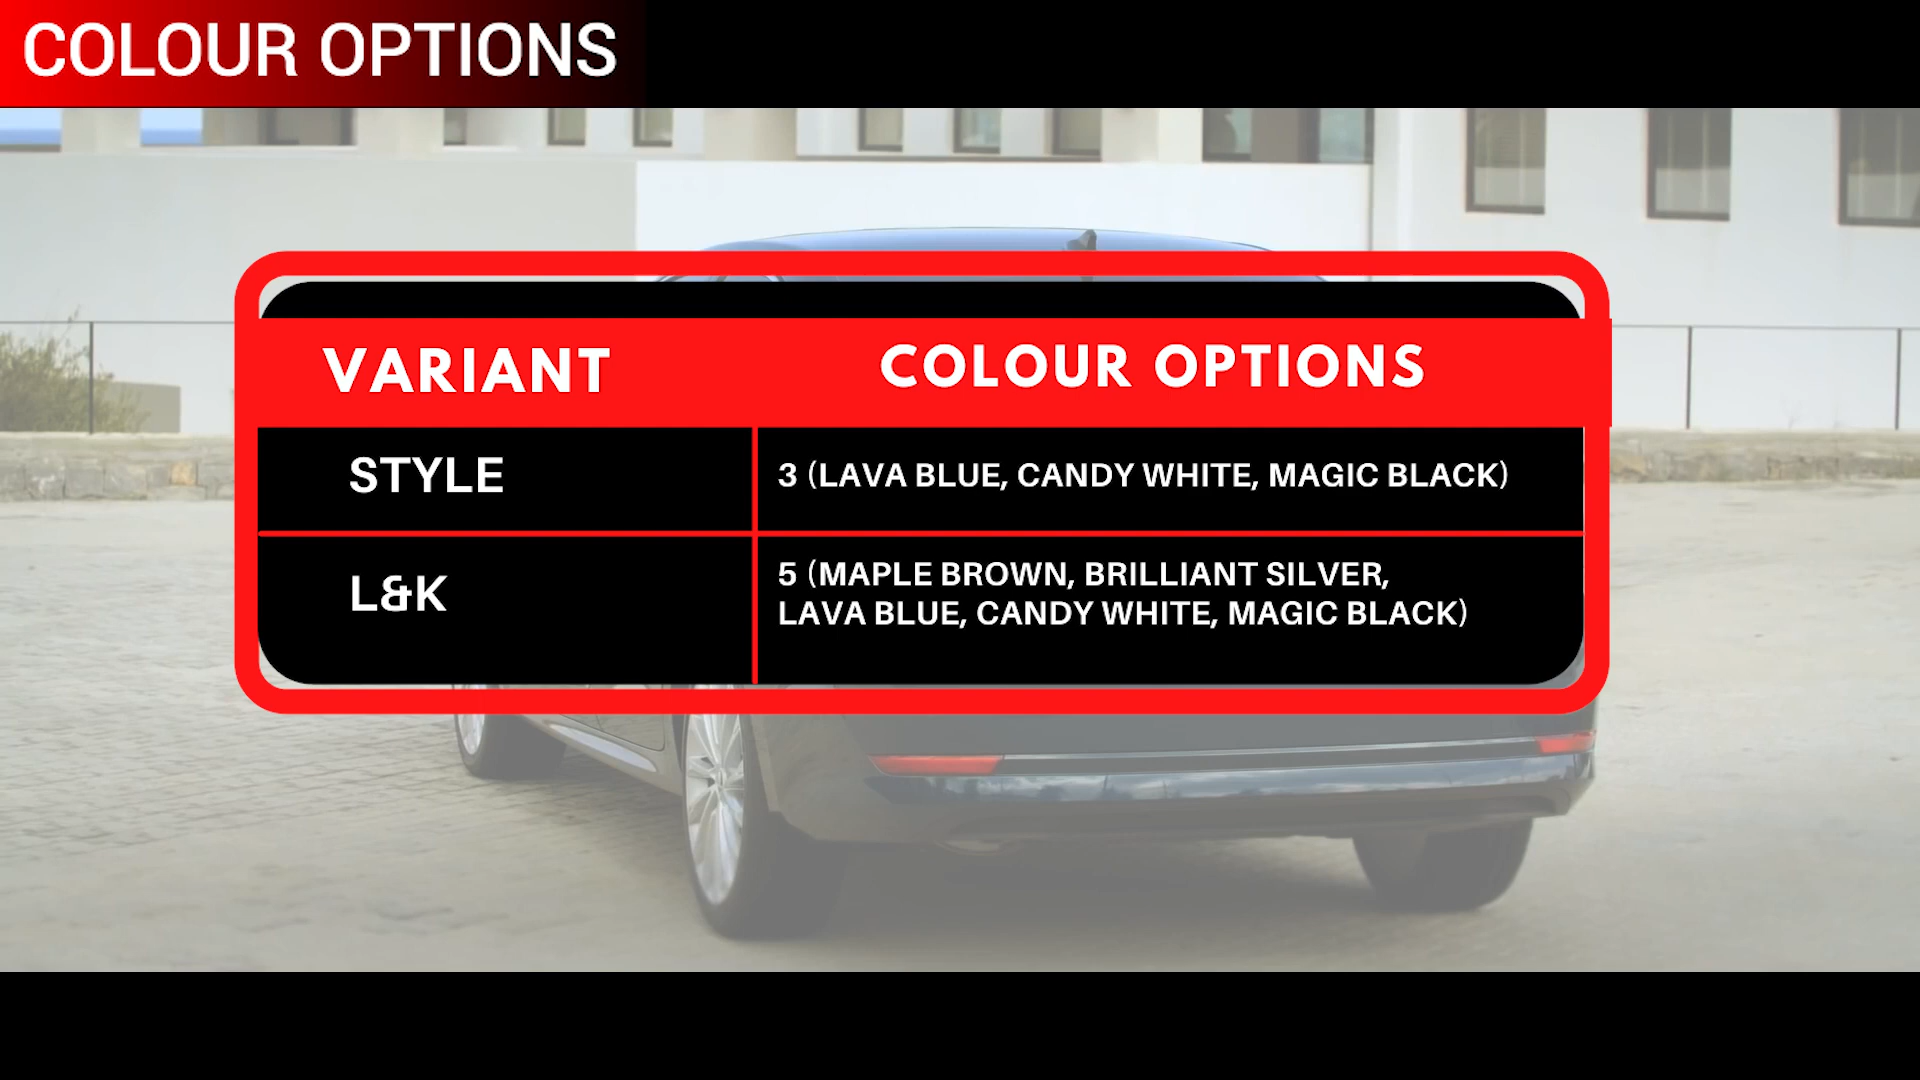 COLOUR OPTIONS
VARIANT
COLOUR OPTIONS
STYLE
3 (LAVA BLUE, CANDY WHITE, MAGIC BLACK)
L&K
5 (MAPLE BROWN, BRILLIANT SILVER,
LAVA BLUE, CANDY WHITE, MAGIC BLACK)